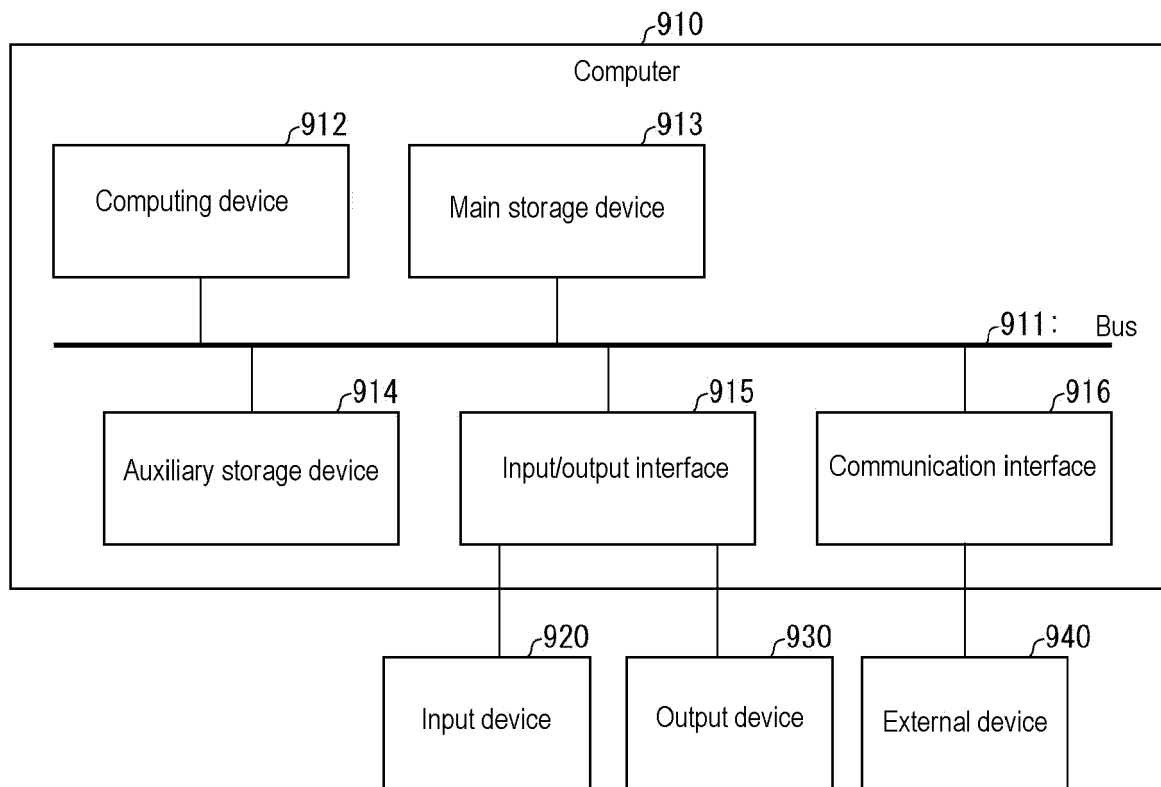 910
Computer
912
913
Computing device
Main storage device
911: Bus
914
915
916
Auxiliary storage device
Input/output interface
Communication interface
920
930
940
Input device
Output device
External device